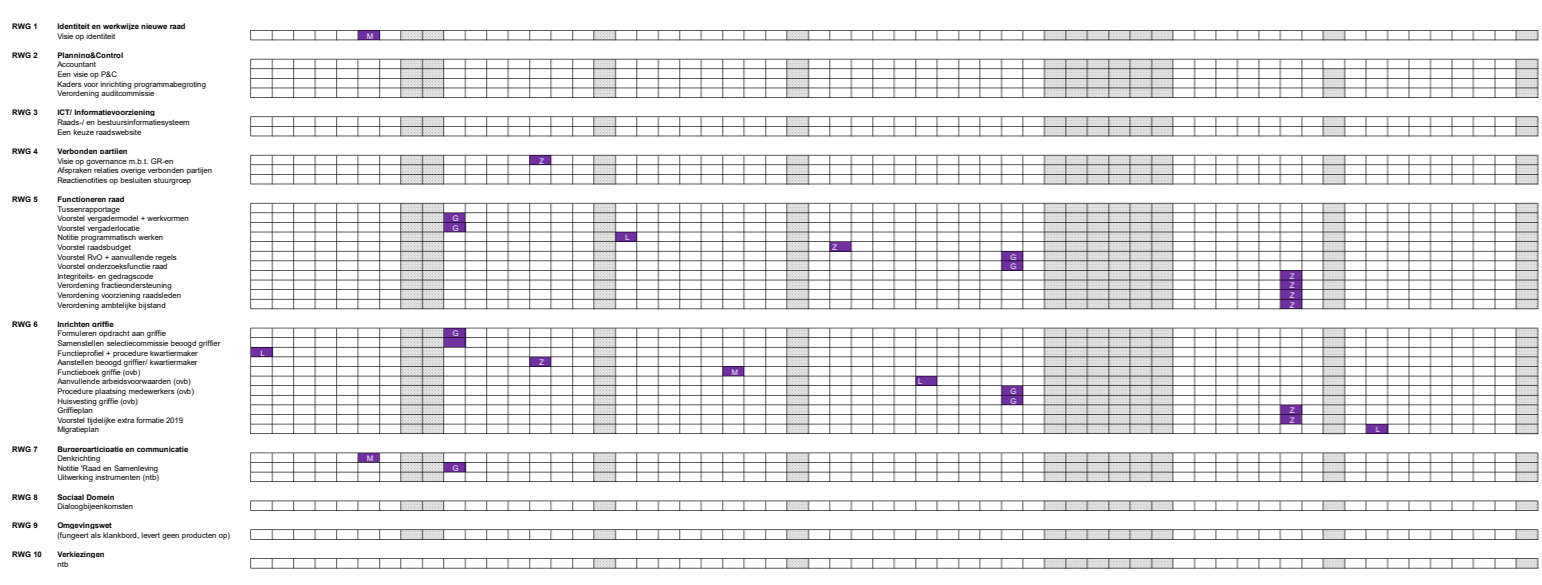 RWG 1 Identiteit en werkwijze nieuwe raad
Visie op identiteit M
RWG 2 Planning&Control
Accountant
Een visie op P&C
Kaders voor inrichting programmabegroting
Verordening auditcommissie
RWG 3 ICT/ Informatievoorziening
Raads-/ en bestuursinformatiesysteem
Een keuze raadswebsite
RWG 4 Verbonden partijen
Visie op governance m.b.t. GR-en Z
Afspraken relaties overige verbonden partijen
Reactienotities op besluiten stuurgroep
RWG 5 Functioneren raad
Tussenrapportage
Voorstel vergadermodel + werkvormen G
Voorstel vergaderlocatie G
Notitie programmatisch werken L
Voorstel raadsbudget Z
Voorstel RvO + aanvullende regels G
Voorstel onderzoeksfunctie raad G
Integriteits- en gedragscode Z
Verordening fractieondersteuning Z
Verordening voorziening raadsleden Z
Verordening ambtelijke bijstand Z
RWG 6 Inrichten griffie
Formuleren opdracht aan griffie G
Samenstellen selectiecommissie beoogd griffier
Functieprofiel + procedure kwartiermaker L
Aanstellen beoogd griffier/ kwartiermaker Z
Functieboek griffie (ovb) M
Aanvullende arbeidsvoorwaarden (ovb) L
Procedure plaatsing medewerkers (ovb) G
Huisvesting griffie (ovb) G
Griffieplan Z
Voorstel tijdelijke extra formatie 2019 Z
Migratieplan L
RWG 7 Burgerparticipatie en communicatie
Denkrichting M
Notitie 'Raad en Samenleving G
Uitwerking instrumenten (ntb)
RWG 8 Sociaal Domein
Dialoogbijeenkomsten
RWG 9 Omgevingswet
(fungeert als klankbord, levert geen producten op)
RWG 10 Verkiezingen
ntb